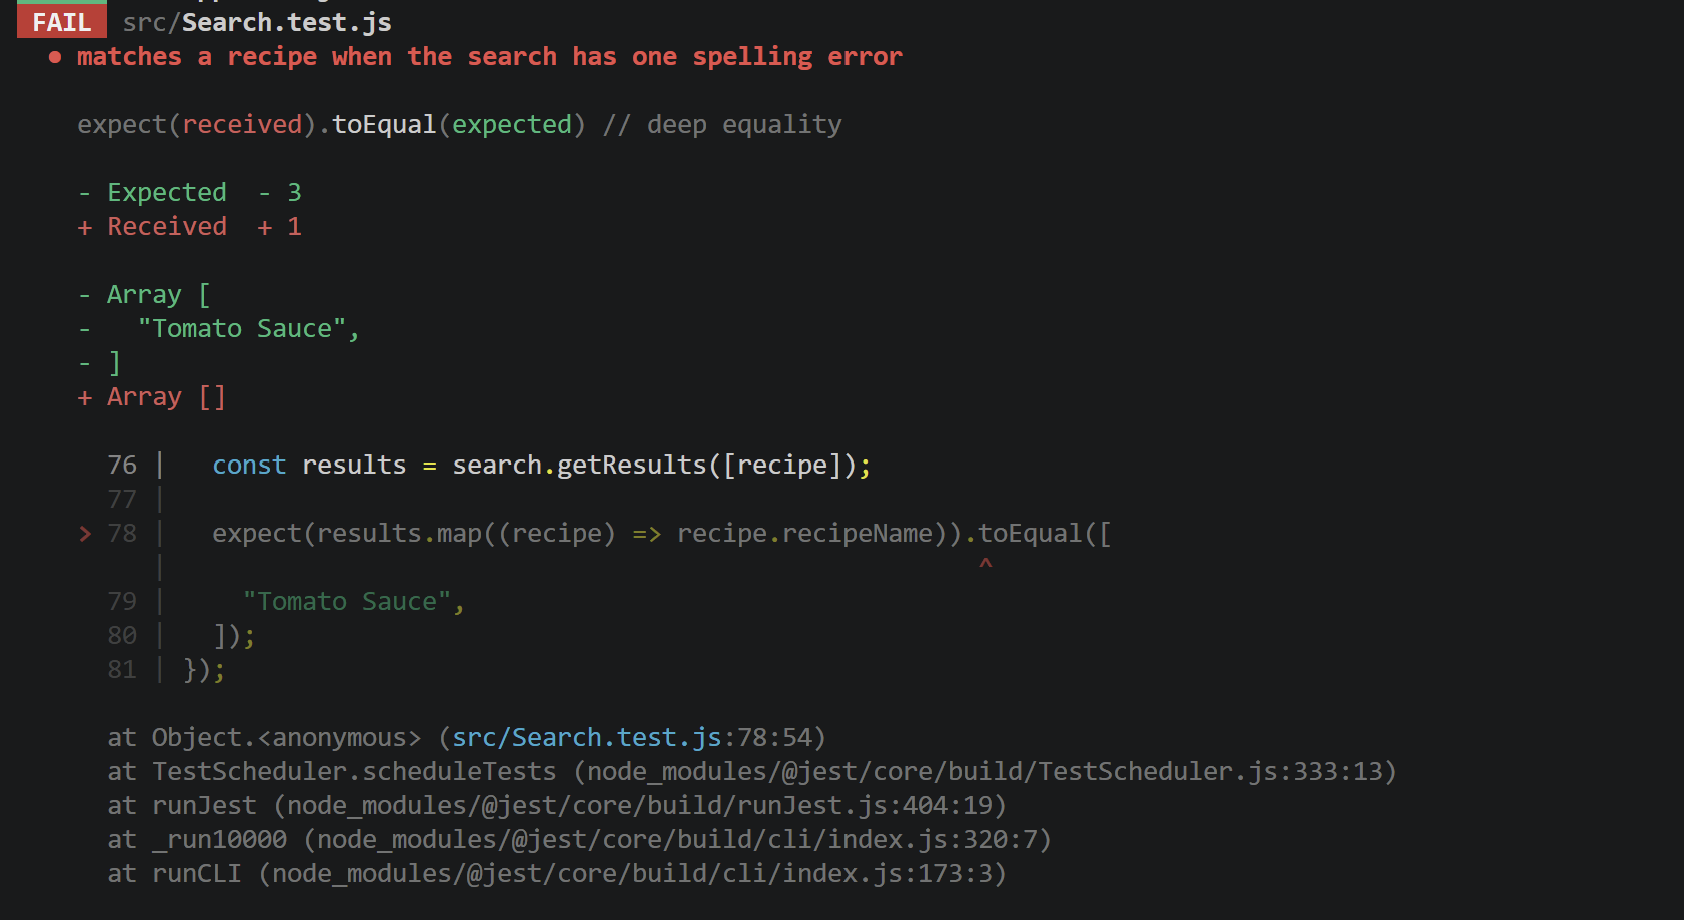 FAIL src/Search.test.js
● matches a recipe when the search has one spelling error
expect(received).toEqual(expected) // deep equality
- Expected  - 3
+ Received  + 1
- Array [
-   "Tomato Sauce",
- ]
+ Array []
76 |   const results = search.getResults([recipe]);
77 |
> 78 |   expect(results.map((recipe) => recipe.recipeName)).toEqual([
|                                                      ^
79 |     "Tomato Sauce",
80 |   ]);
81 | });
at Object.<anonymous> (src/Search.test.js:78:54)
at TestScheduler.scheduleTests (node_modules/@jest/core/build/TestScheduler.js:333:13)
at runJest (node_modules/@jest/core/build/runJest.js:404:19)
at _run10000 (node_modules/@jest/core/build/cli/index.js:320:7)
at runCLI (node_modules/@jest/core/build/cli/index.js:173:3)